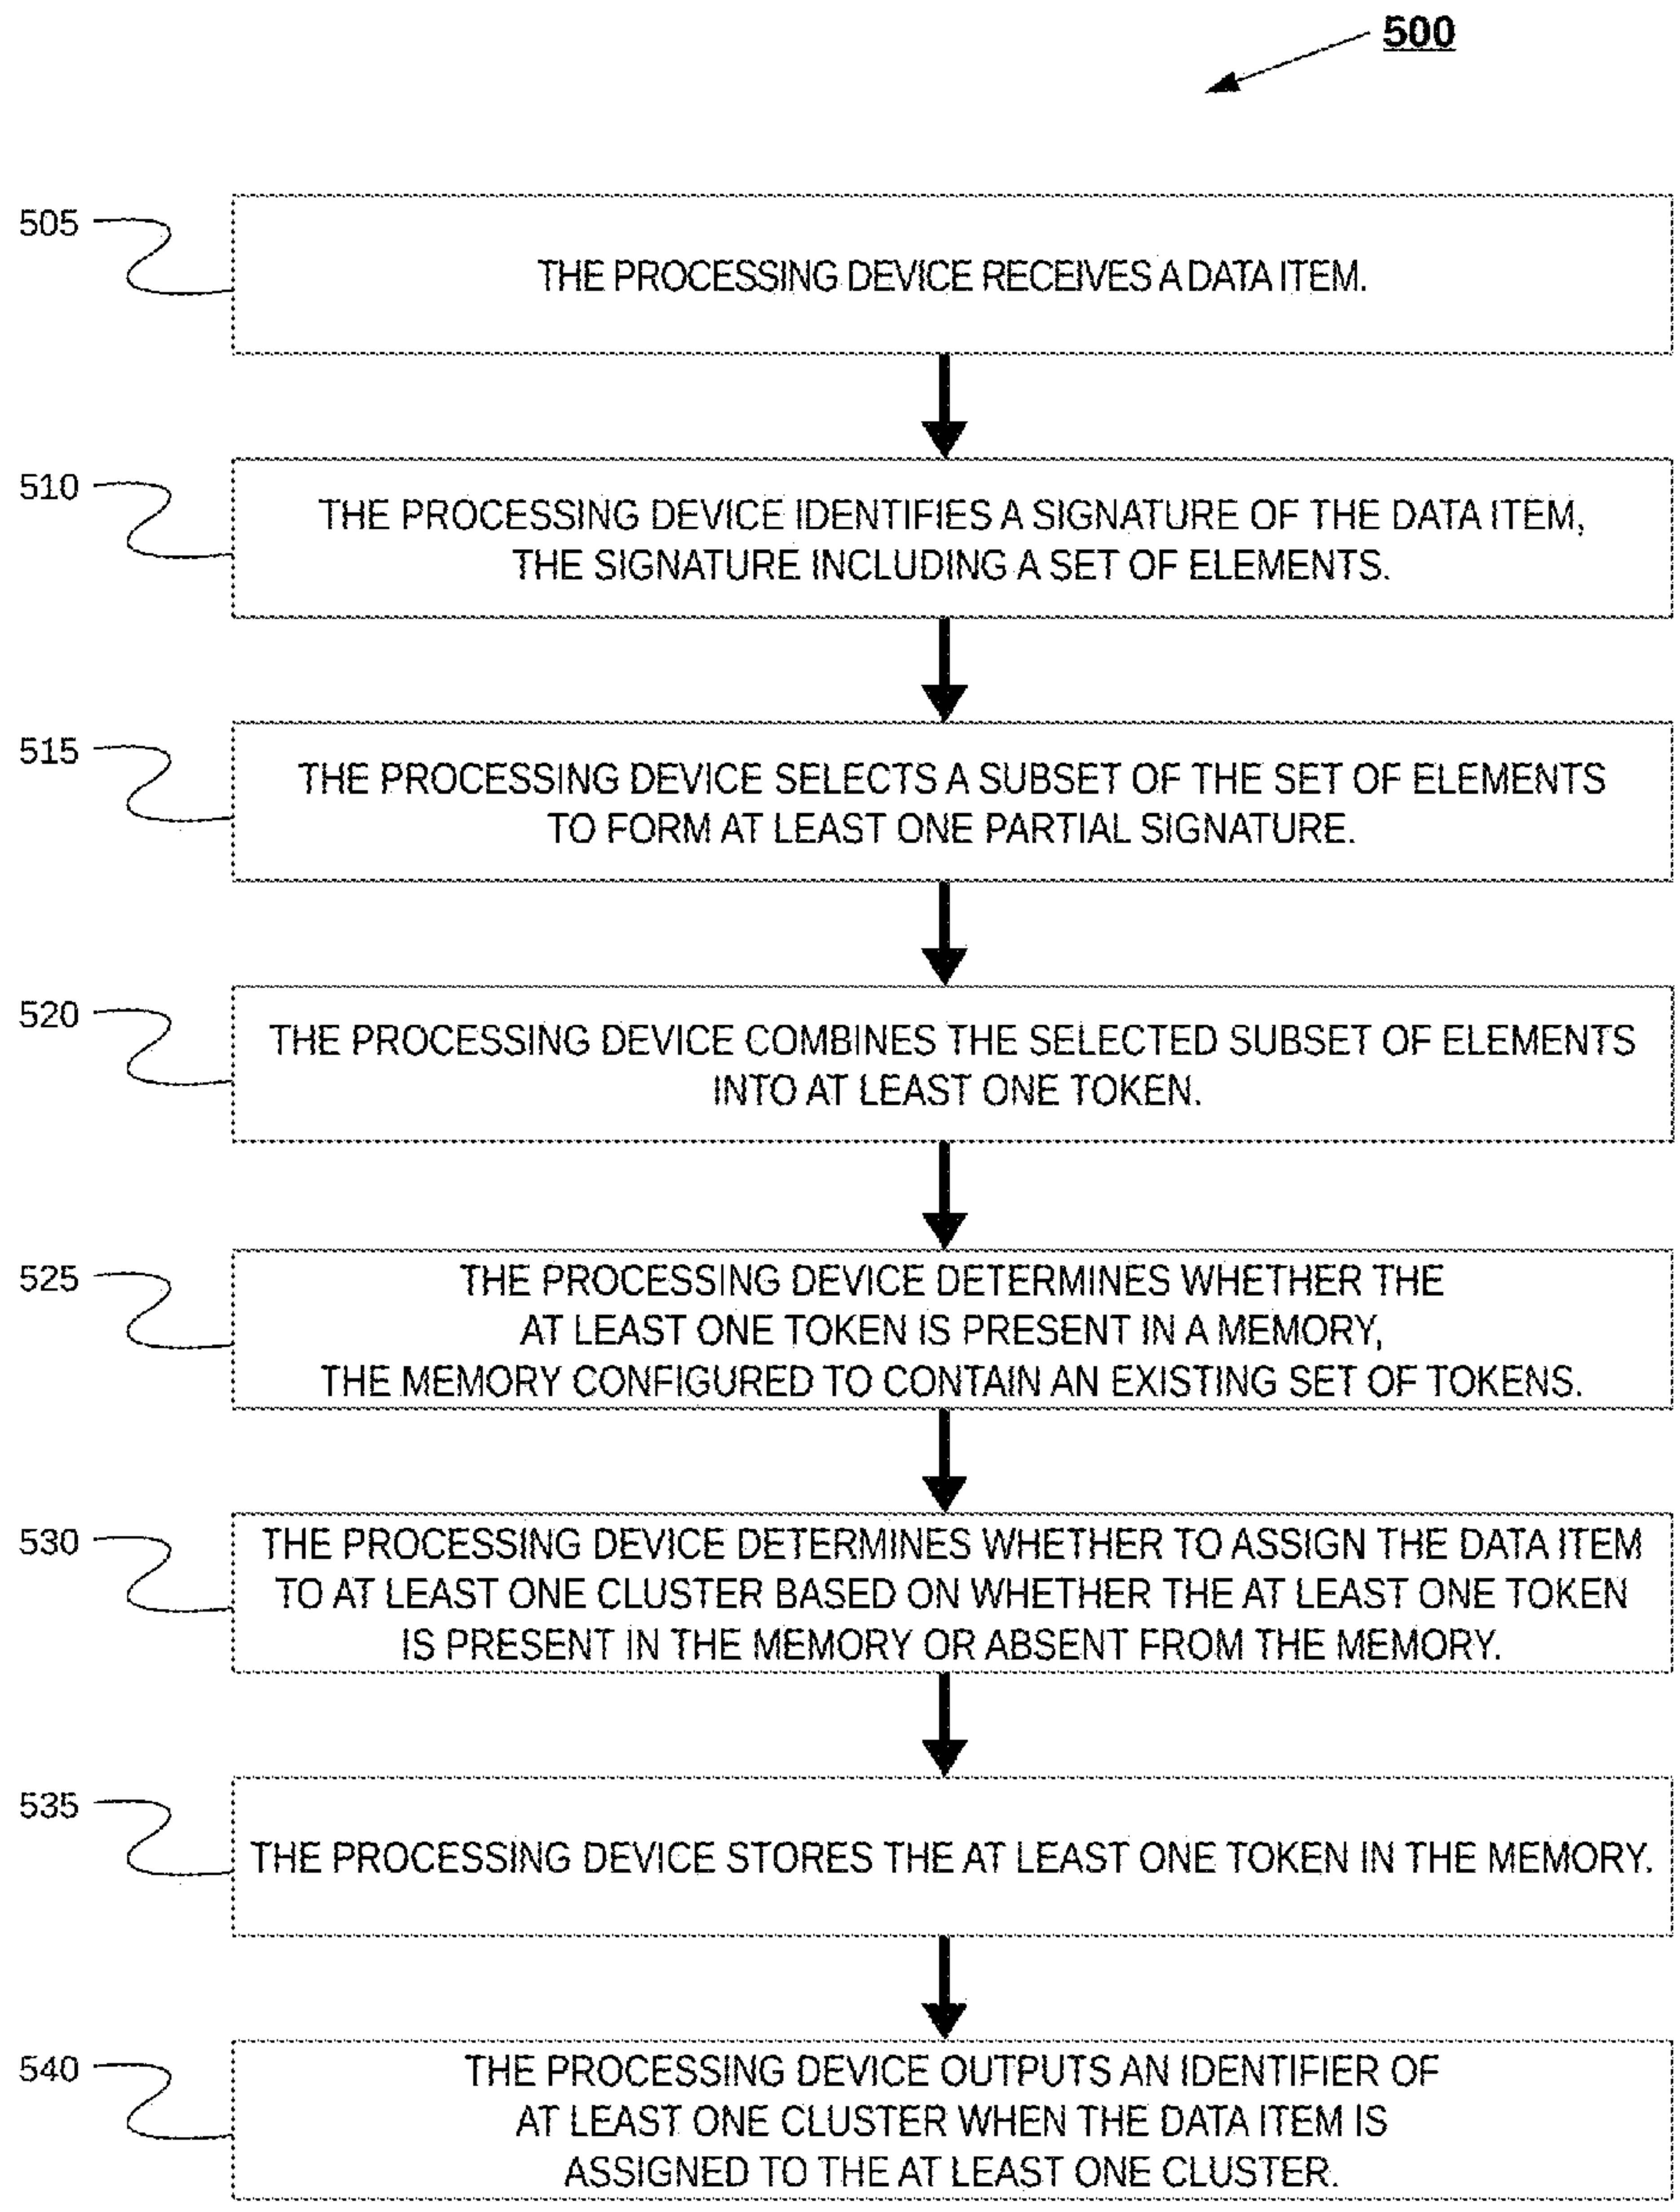 500
505
THE PROCESSING DEVICE RECEIVES A DATA ITEM.
510
THE PROCESSING DEVICE IDENTIFIES A SIGNATURE OF THE DATA ITEM,
THE SIGNATURE INCLUDING A SET OF ELEMENTS.
515
THE PROCESSING DEVICE SELECTS A SUBSET OF THE SET OF ELEMENTS
TO FORM AT LEAST ONE PARTIAL SIGNATURE.
520
THE PROCESSING DEVICE COMBINES THE SELECTED SUBSET OF ELEMENTS
INTO AT LEAST ONE TOKEN.
525
THE PROCESSING DEVICE DETERMINES WHETHER THE
AT LEAST ONE TOKEN IS PRESENT IN A MEMORY,
THE MEMORY CONFIGURED TO CONTAIN AN EXISTING SET OF TOKENS.
530
THE PROCESSING DEVICE DETERMINES WHETHER TO ASSIGN THE DATA ITEM
TO AT LEAST ONE CLUSTER BASED ON WHETHER THE AT LEAST ONE TOKEN
IS PRESENT IN THE MEMORY OR ABSENT FROM THE MEMORY.
535
THE PROCESSING DEVICE STORES THE AT LEAST ONE TOKEN IN THE MEMORY.
540
THE PROCESSING DEVICE OUTPUTS AN IDENTIFIER OF
AT LEAST ONE CLUSTER WHEN THE DATA ITEM IS
ASSIGNED TO THE AT LEAST ONE CLUSTER.